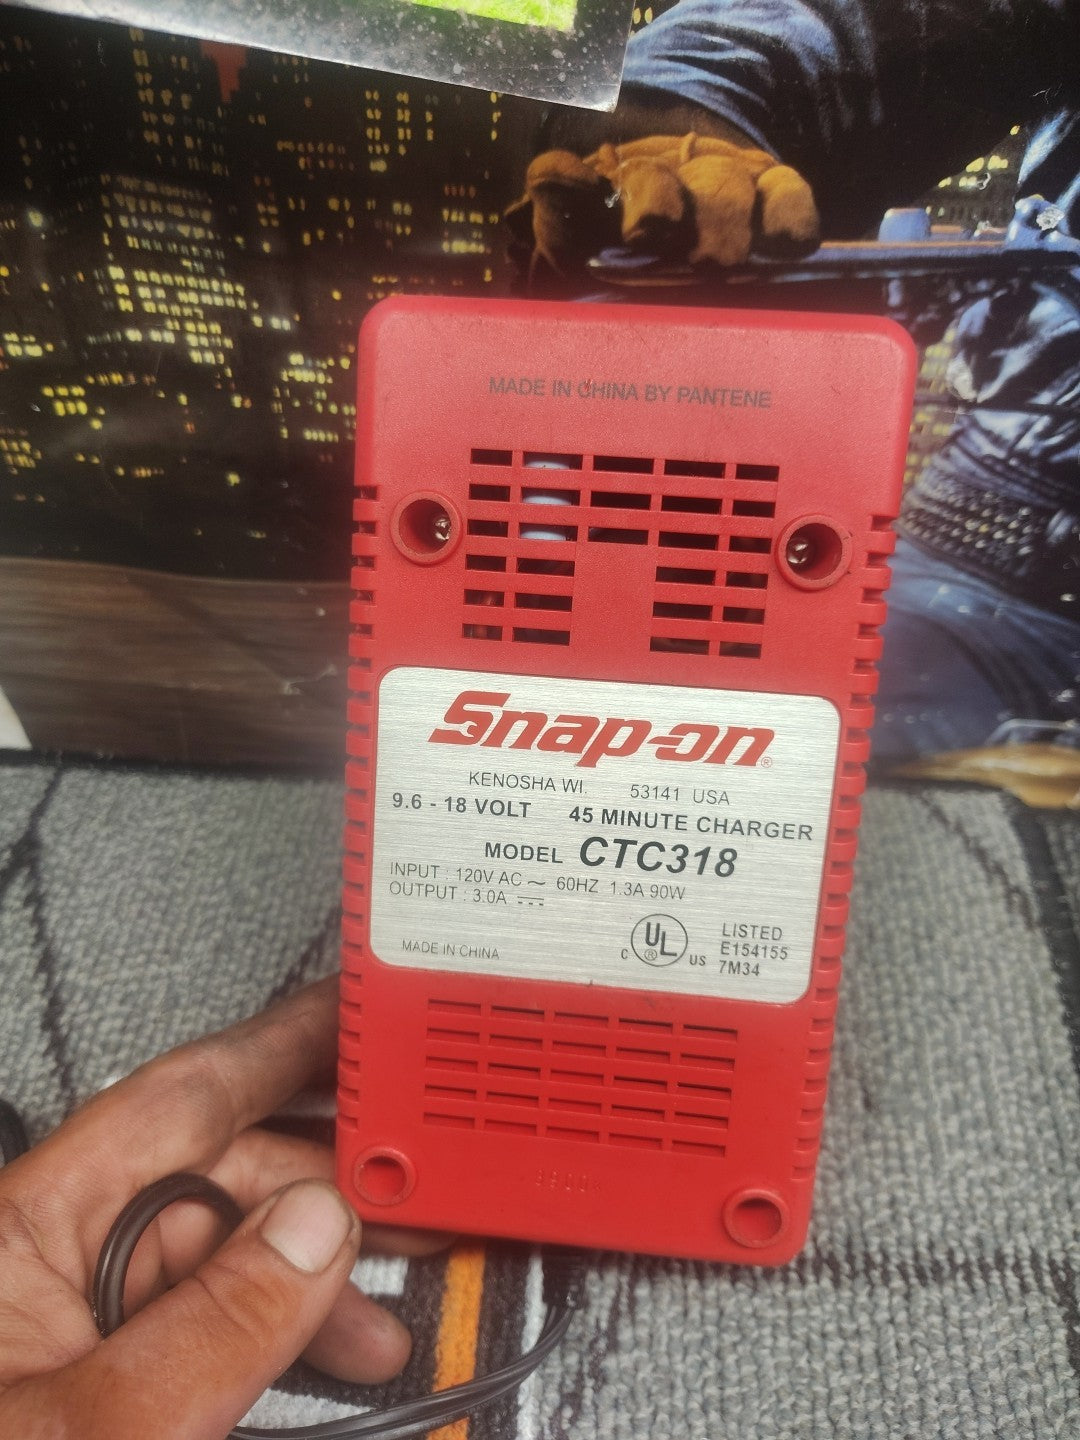 MADE IN CHINA BY PANTENE
Snap-on®
KENOSHA WI. 53141 USA
9.6 - 18 VOLT 45 MINUTE CHARGER
MODEL CTC318
INPUT : 120V AC ~ 60HZ 1.3A 90W
OUTPUT : 3.0A ⎓
MADE IN CHINA
C UL® US
LISTED
E154155
7M34